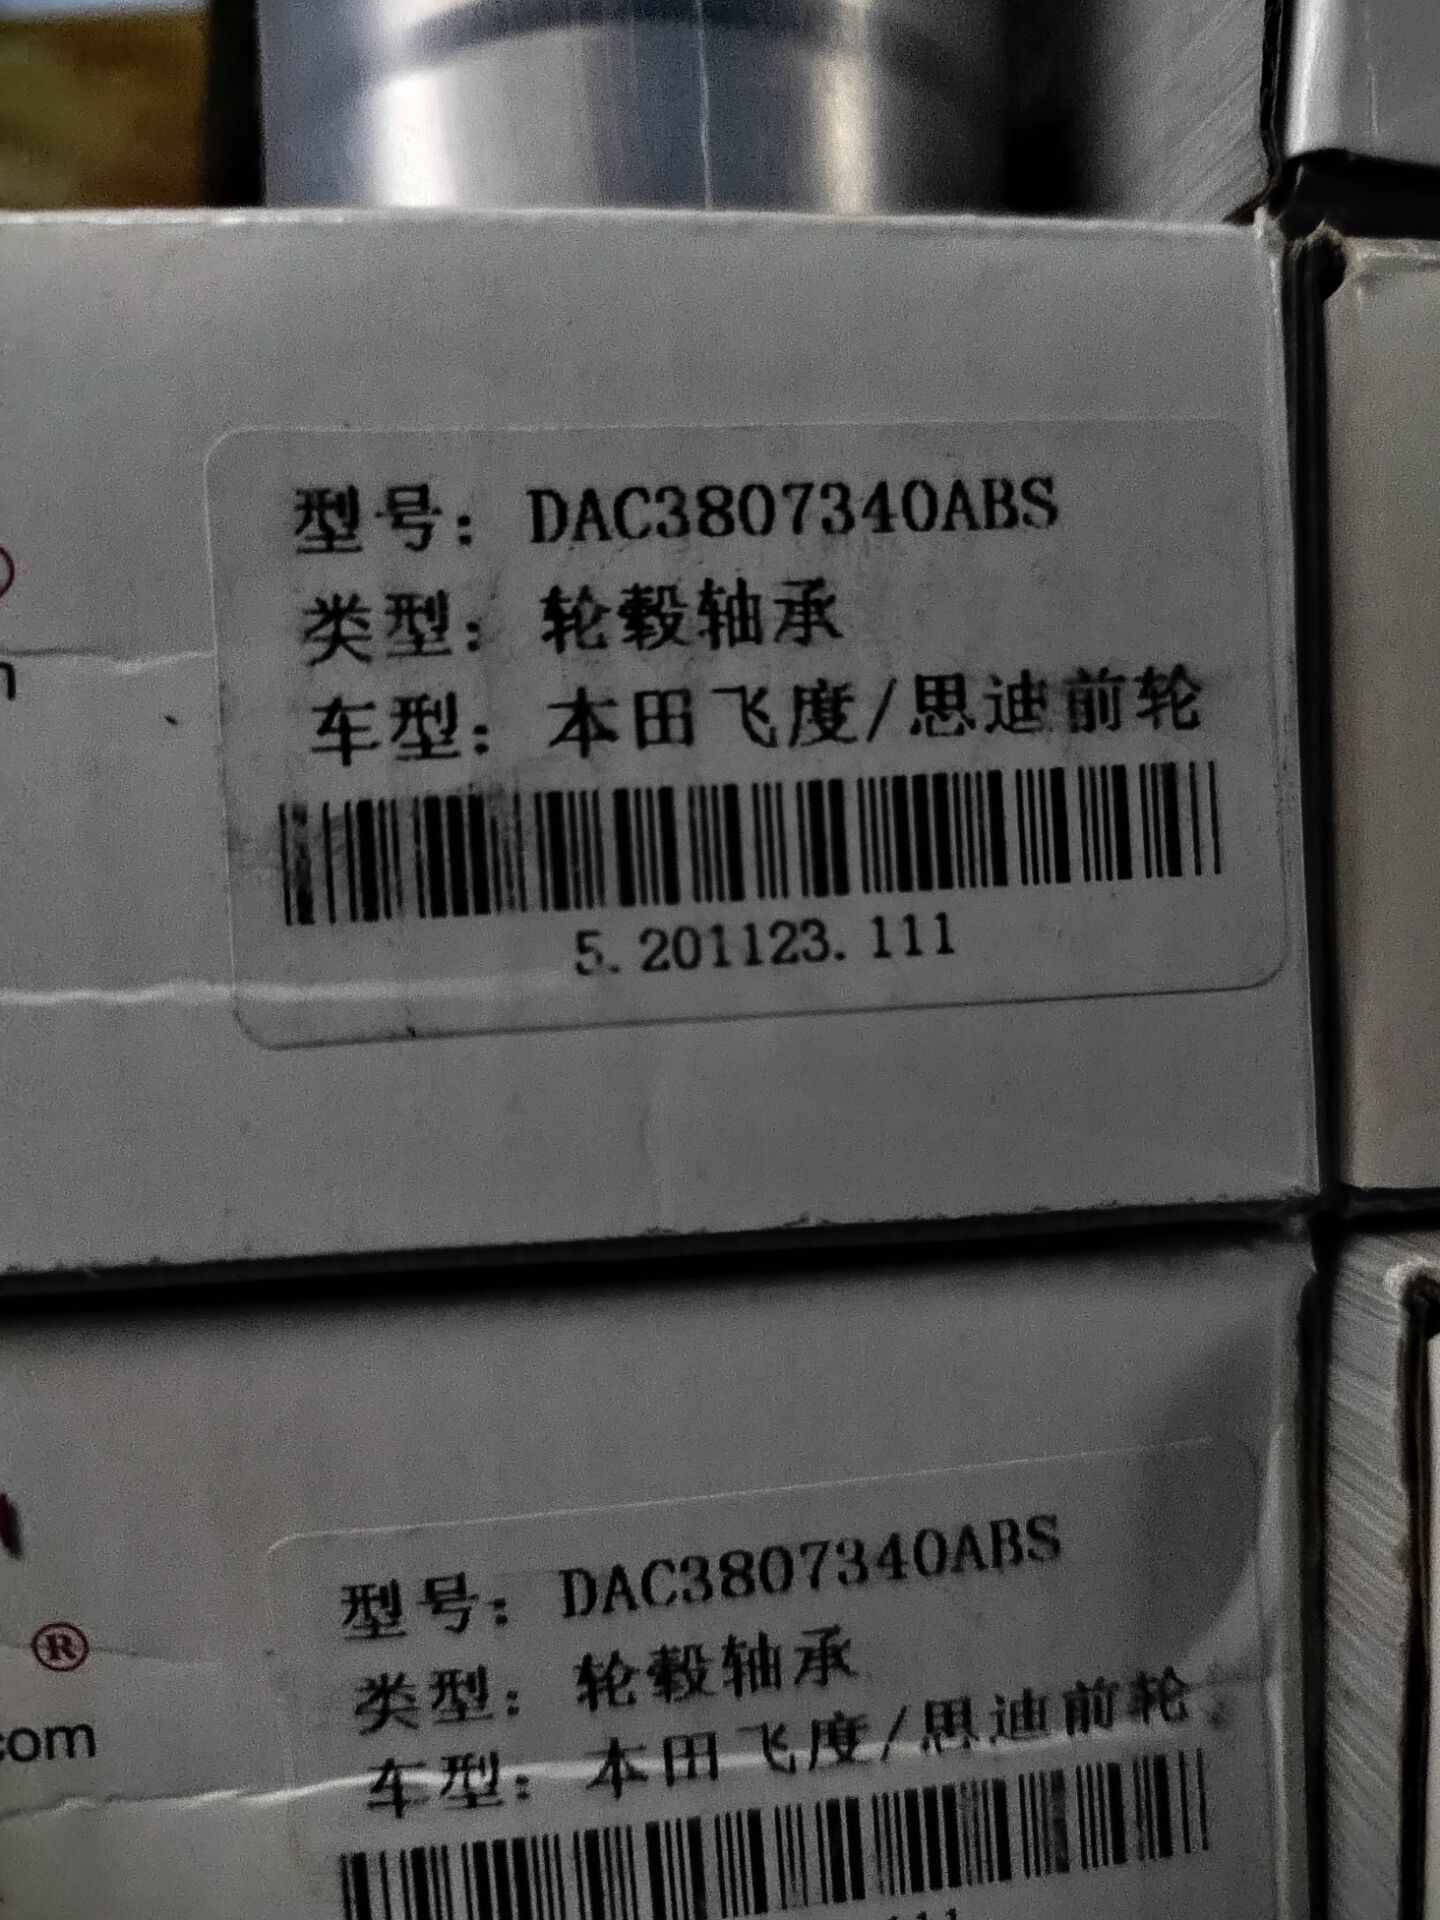 型号: DAC3807340ABS
类型: 轮毂轴承
车型: 本田飞度/思迪前轮
5.201123.111
®
com
型号: DAC3807340ABS
类型: 轮毂轴承
车型: 本田飞度/思迪前轮